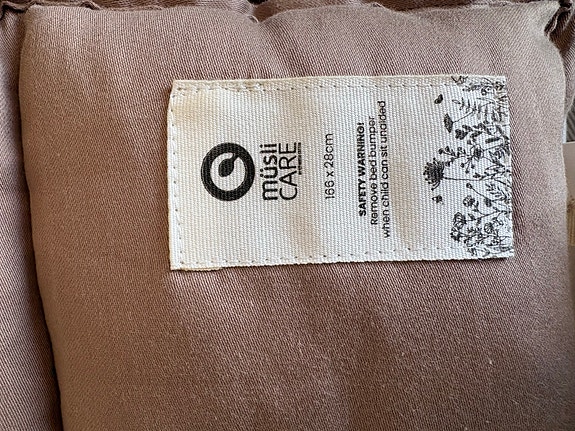 müsli
CARE
166 x 28cm
SAFETY WARNING!
Remove bed bumper
when child can sit unaided